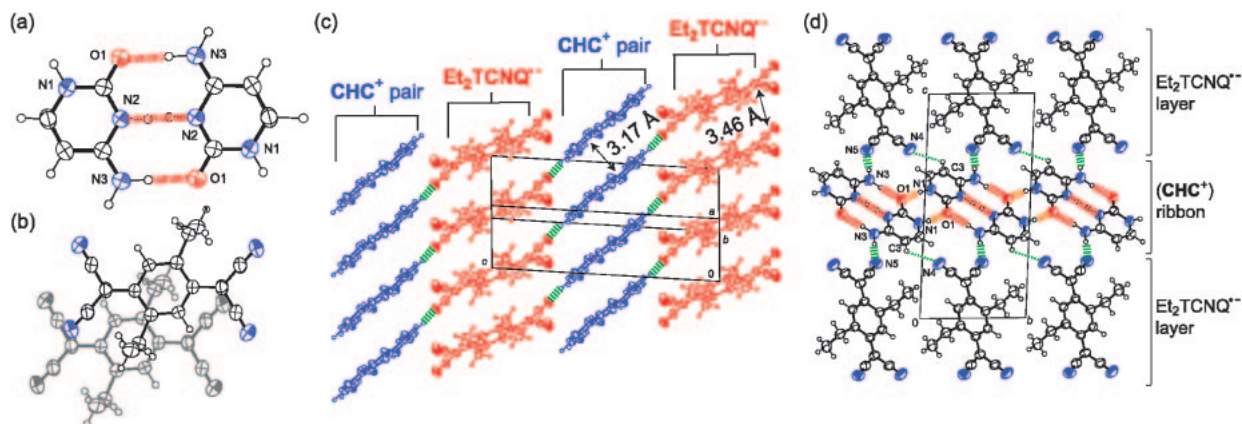 (a)
O1
N3
N1
N2
N2
N1
N3
O1
(b)
(c)
CHC+ pair
Et2TCNQ•−
CHC+ pair
Et2TCNQ•−
3.17 Å
3.46 Å
a
b
c
0
(d)
c
N5
N4
C3
N3
O1
N1
N1
O1
N3
C3
N5
N4
0
b
Et2TCNQ•−
layer
(CHC+)
ribbon
Et2TCNQ•−
layer